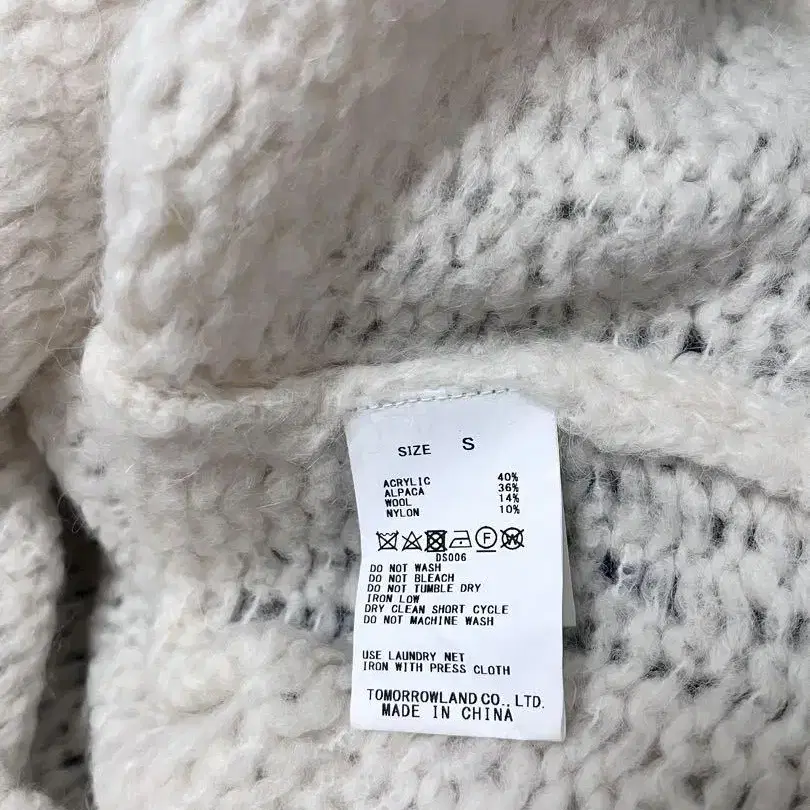 SIZE S
ACRYLIC 40%
ALPACA 36%
WOOL 14%
NYLON 10%
F W
DS006
DO NOT WASH
DO NOT BLEACH
DO NOT TUMBLE DRY
IRON LOW
DRY CLEAN SHORT CYCLE
DO NOT MACHINE WASH
USE LAUNDRY NET
IRON WITH PRESS CLOTH
TOMORROWLAND CO., LTD.
MADE IN CHINA